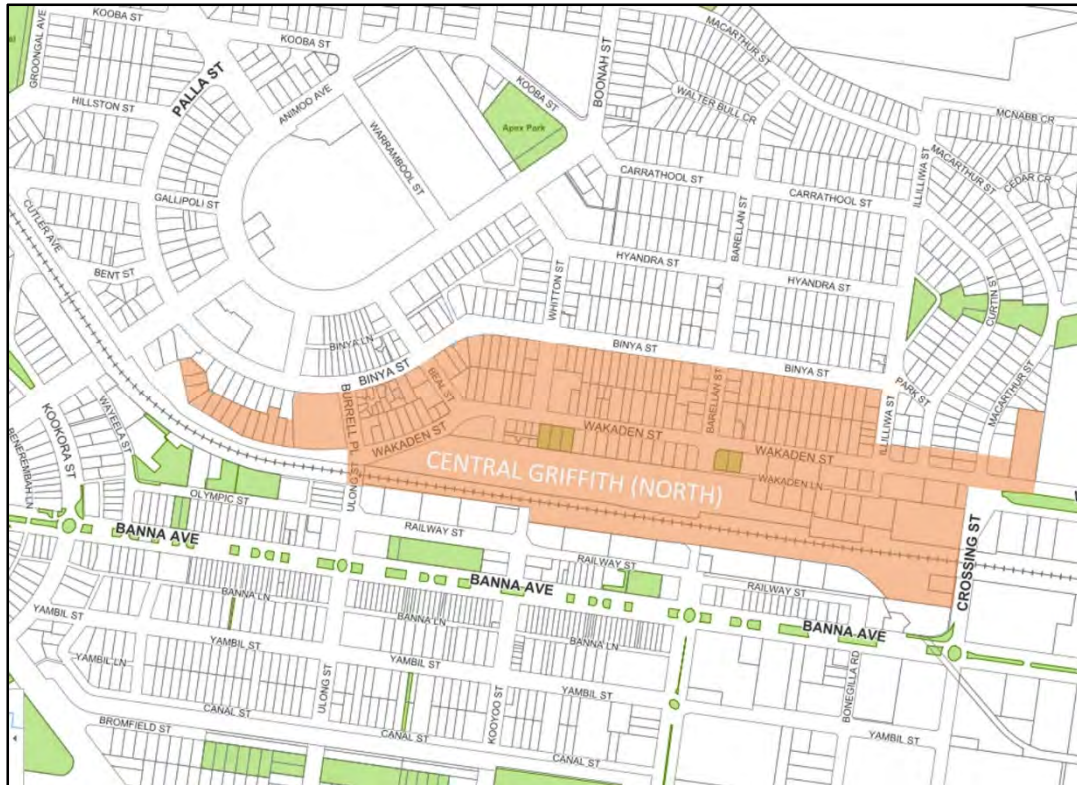 KOOBA ST
KOOBA ST
GROONGAL AVE
PALLA ST
HILLSTON ST
ANIMOO AVE
WARRAMBOOL ST
KOOBA ST
BOONAH ST
Apex Park
MACARTHUR ST
WALTER BULL CR
MCNABB CR
MACARTHUR ST
CEDAR CR
ILLILLIWA ST
CARRATHOOL ST
CARRATHOOL ST
GALLIPOLI ST
CUTLER AVE
BENT ST
BARELLAN ST
HYANDRA ST
HYANDRA ST
WHITTON ST
CURTIN ST
BINYA LN
BINYA ST
BINYA ST
BINYA ST
PARK ST
MACARTHUR ST
BEAL ST
BURRELL PL
BARELLAN ST
ILLILLIWA ST
WAKADEN ST
WAKADEN ST
WAKADEN ST
WAKADEN LN
CENTRAL GRIFFITH (NORTH)
KOOKORA ST
WAYEELA ST
BENEREMBAH LN
ULONG ST
OLYMPIC ST
RAILWAY ST
RAILWAY ST
RAILWAY ST
CROSSING ST
BANNA AVE
BANNA AVE
BANNA AVE
BANNA LN
BANNA LN
BANNA LN
YAMBIL ST
YAMBIL ST
YAMBIL ST
YAMBIL ST
YAMBIL ST
YAMBIL LN
ULONG ST
KOOYOO ST
BONEGILLA RD
CANAL ST
CANAL ST
CANAL ST
BROMFIELD ST